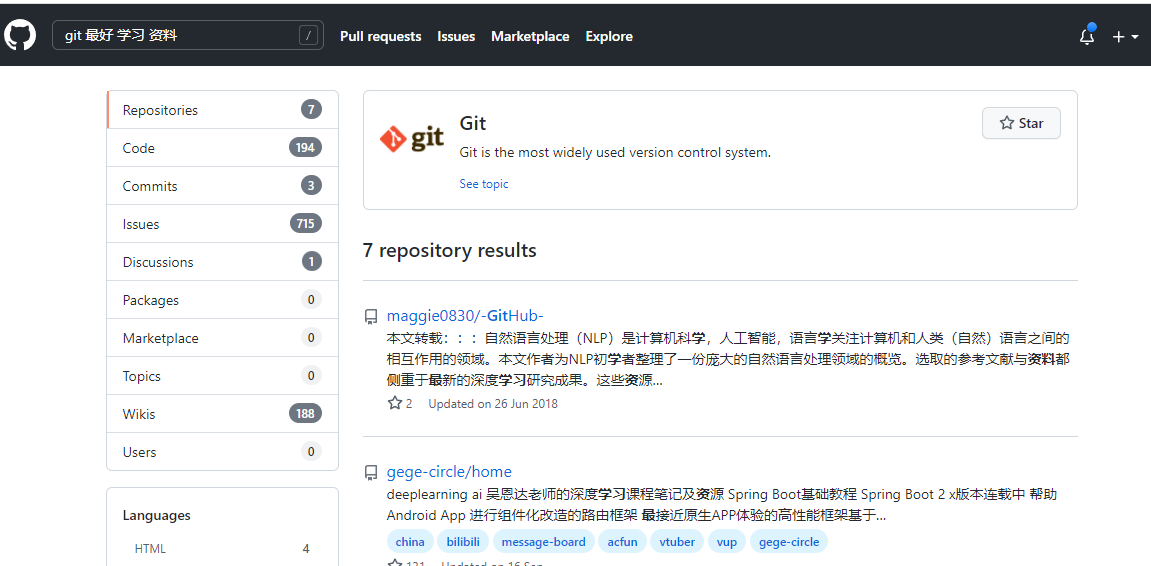 git 最好 学习 资料
/
Pull requests Issues Marketplace Explore
Repositories 7
Code 194
Commits 3
Issues 715
Discussions 1
Packages 0
Marketplace 0
Topics 0
Wikis 188
Users 0
Languages
HTML 4
git
Git
Git is the most widely used version control system.
See topic
Star
7 repository results
maggie0830/-GitHub-
本文转载：：：自然语言处理（NLP）是计算机科学，人工智能，语言学关注计算机和人类（自然）语言之间的
相互作用的领域。本文作者为NLP初学者整理了一份庞大的自然语言处理领域的概览。选取的参考文献与资料都
侧重于最新的深度学习研究成果。这些资源...
2 Updated on 26 Jun 2018
gege-circle/home
deeplearning ai 吴恩达老师的深度学习课程笔记及资源 Spring Boot基础教程 Spring Boot 2 x版本连载中 帮助
Android App 进行组件化改造的路由框架 最接近原生APP体验的高性能框架基于...
china bilibili message-board acfun vtuber vup gege-circle
131 Updated on 16 Sep